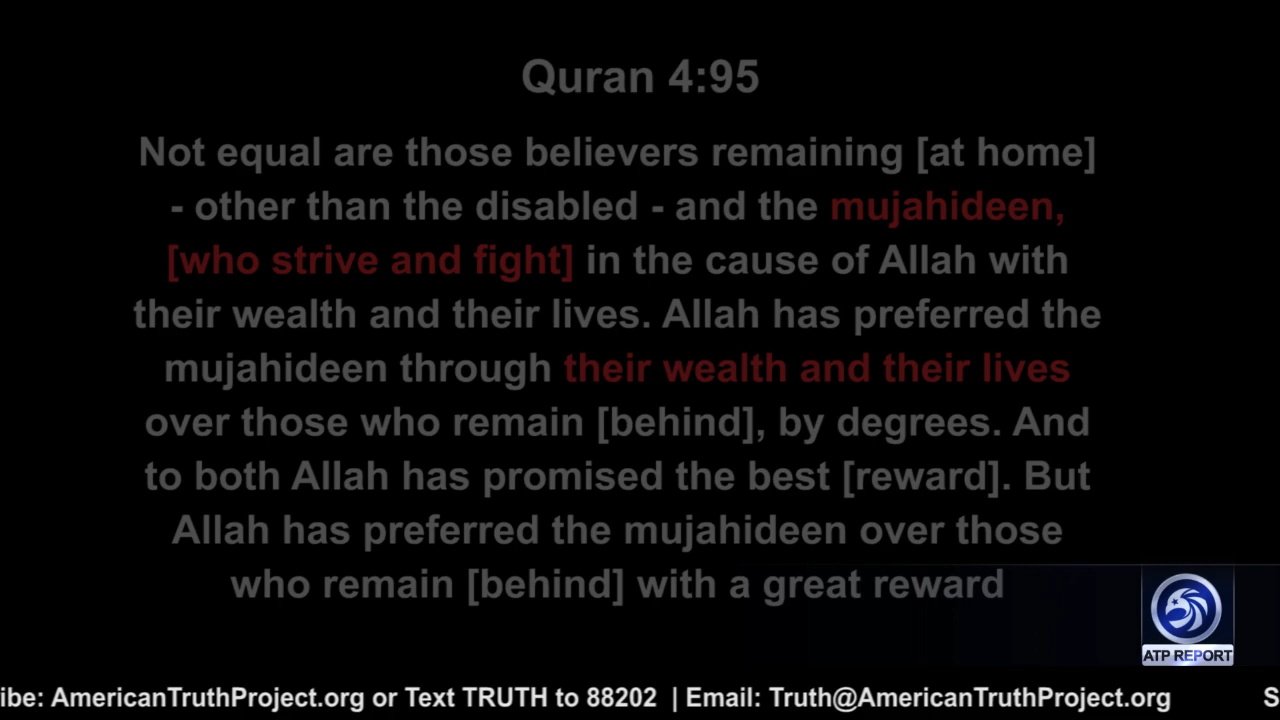 Quran 4:95
Not equal are those believers remaining [at home]
- other than the disabled - and the mujahideen,
[who strive and fight] in the cause of Allah with
their wealth and their lives. Allah has preferred the
mujahideen through their wealth and their lives
over those who remain [behind], by degrees. And
to both Allah has promised the best [reward]. But
Allah has preferred the mujahideen over those
who remain [behind] with a great reward
ATP REPORT
ibe: AmericanTruthProject.org or Text TRUTH to 88202 | Email: Truth@AmericanTruthProject.org S